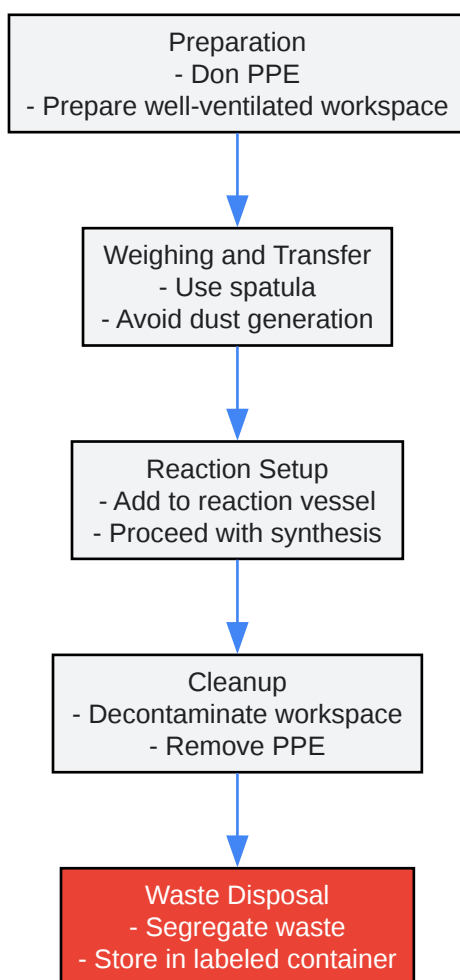 Preparation
- Don PPE
- Prepare well-ventilated workspace
Weighing and Transfer
- Use spatula
- Avoid dust generation
Reaction Setup
- Add to reaction vessel
- Proceed with synthesis
Cleanup
- Decontaminate workspace
- Remove PPE
Waste Disposal
- Segregate waste
- Store in labeled container